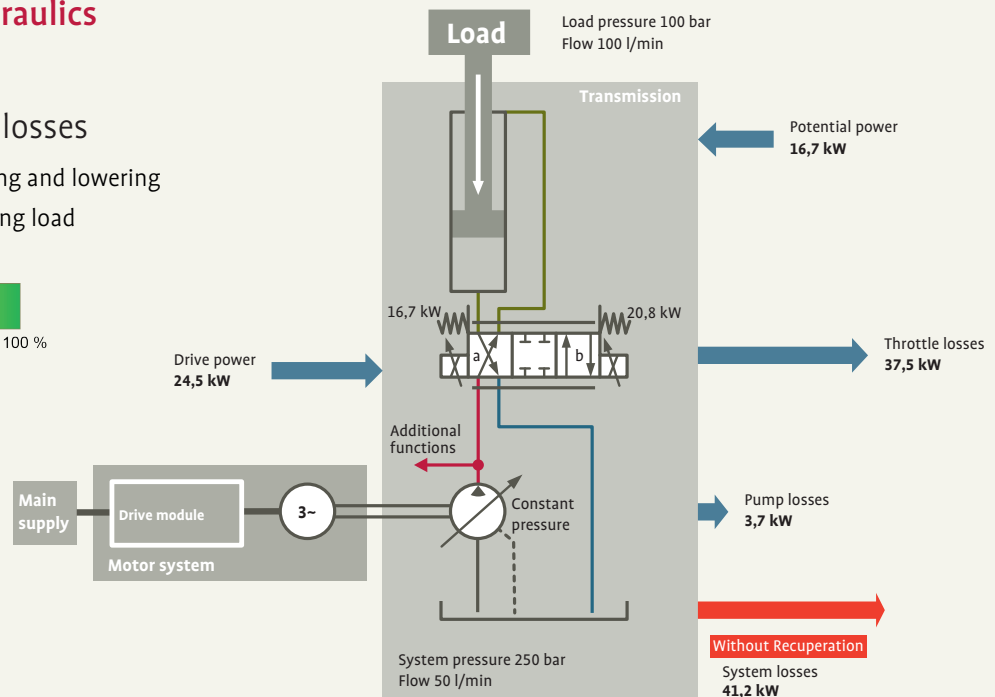 raulics
losses
ng and lowering
ng load
100 %
Load
Load pressure 100 bar
Flow 100 l/min
Transmission
Potential power
16,7 kW
16,7 kW
20,8 kW
a
b
Throttle losses
37,5 kW
Drive power
24,5 kW
Additional
functions
Main
supply
Drive module
3~
Motor system
Constant
pressure
Pump losses
3,7 kW
Without Recuperation
System losses
41,2 kW
System pressure 250 bar
Flow 50 l/min